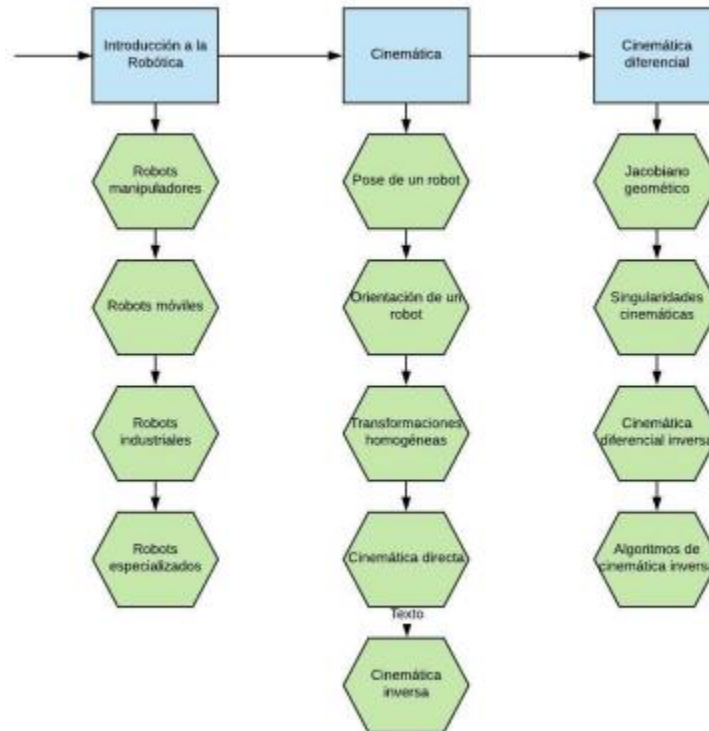 Introducción a la
Robótica
Robots
manipuladores
Robots móviles
Robots
industriales
Robots
especializados
Cinemática
Pose de un robot
Orientación de un
robot
Transformaciones
homogéneas
Cinemática directa
Texto
Cinemática
inversa
Cinemática
diferencial
Jacobiano
geomético
Singularidades
cinemáticas
Cinemática
diferencial inversa
Algoritmos de
cinemática inversa